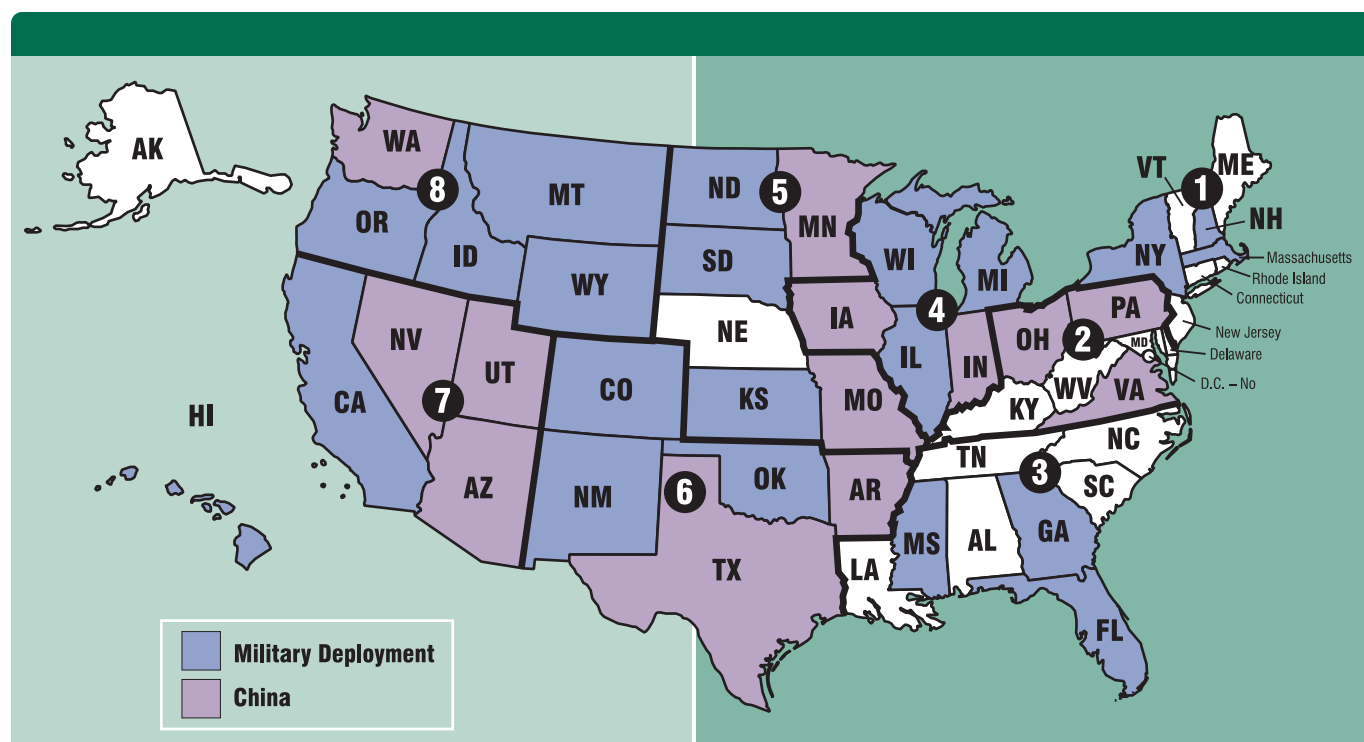 AK
WA
8
MT
ND
5
MN
VT
ME
1
NH
OR
ID
WY
SD
WI
MI
NY
Massachusetts
Rhode Island
Connecticut
NV
UT
NE
IA
4
IL
IN
OH
2
PA
MD
New Jersey
Delaware
D.C. – No
CA
7
CO
KS
MO
KY
WV
VA
HI
AZ
NM
6
OK
AR
TN
3
NC
SC
TX
LA
MS
AL
GA
FL
Military Deployment
China